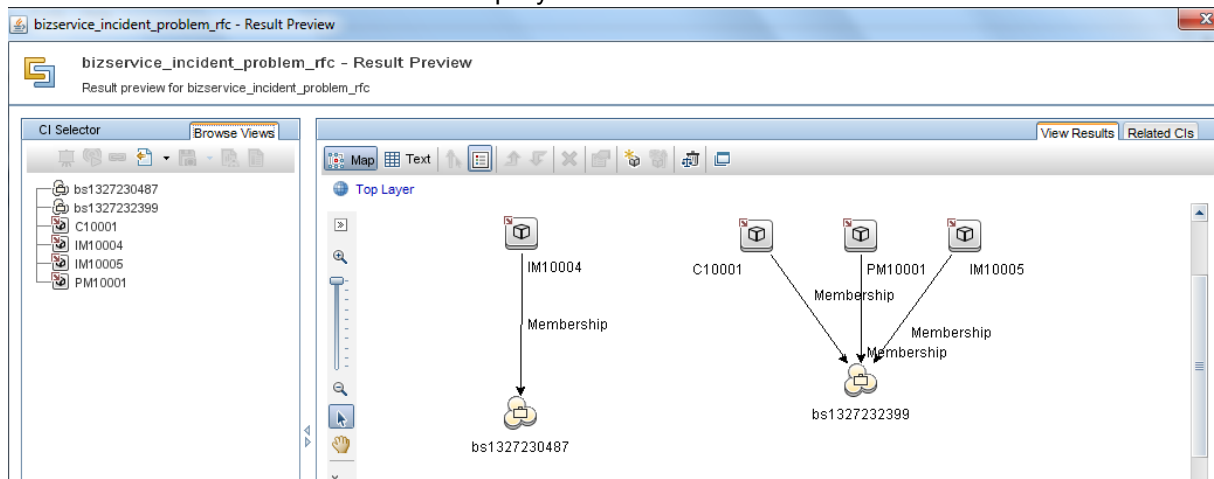 bizservice_incident_problem_rfc - Result Preview
bizservice_incident_problem_rfc - Result Preview
Result preview for bizservice_incident_problem_rfc
CI Selector
Browse Views
bs1327230487
bs1327232399
C10001
IM10004
IM10005
PM10001
View Results
Related CIs
Map
Text
Top Layer
IM10004
C10001
PM10001
IM10005
Membership
Membership
Membership
Membership
bs1327230487
bs1327232399